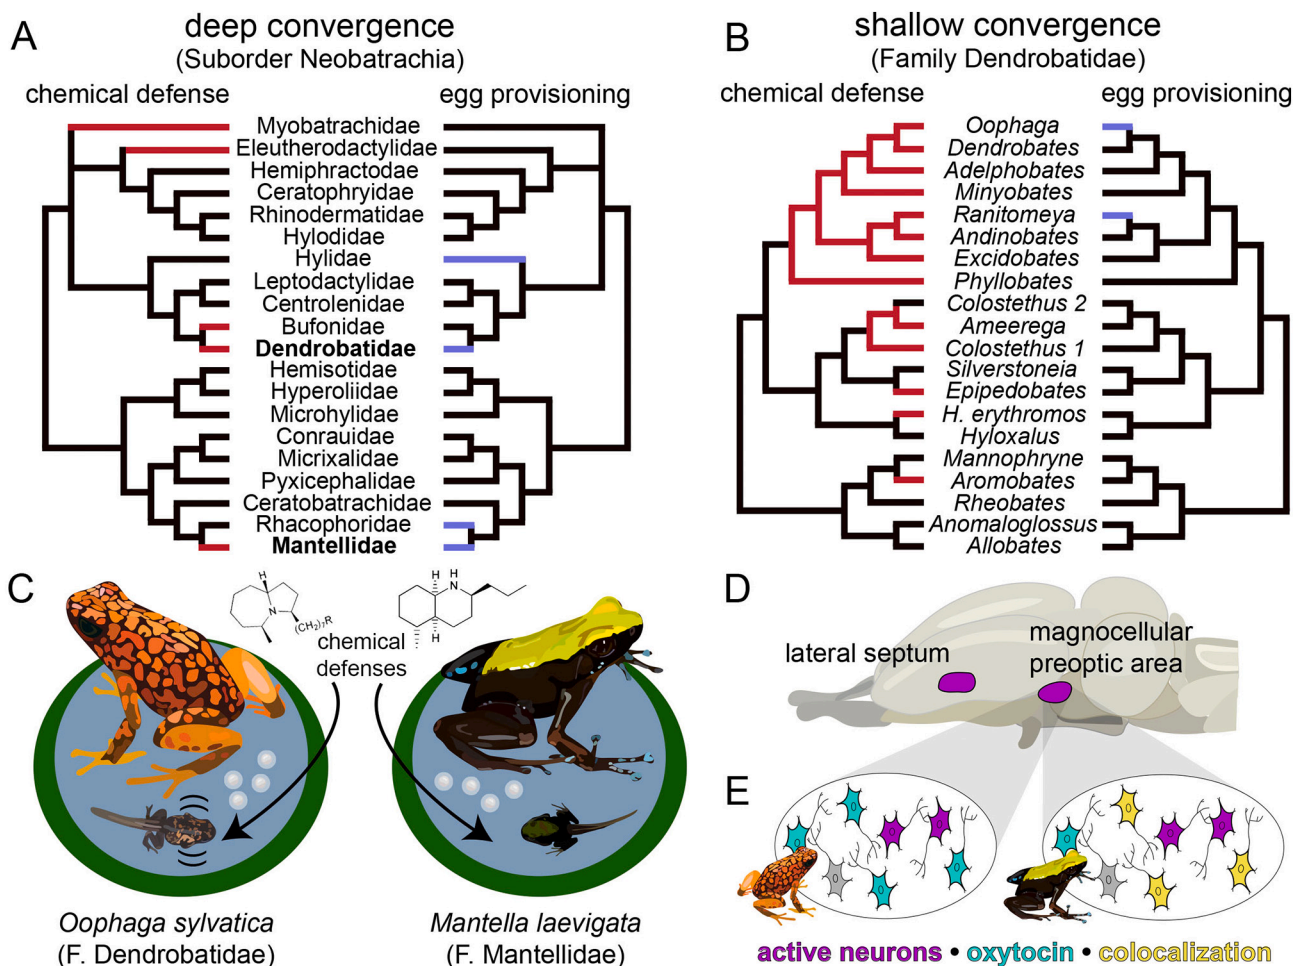 A
deep convergence
(Suborder Neobatrachia)
chemical defense
egg provisioning
Myobatrachidae
Eleutherodactylidae
Hemiphractodae
Ceratophryidae
Rhinodermatidae
Hylodidae
Hylidae
Leptodactylidae
Centrolenidae
Bufonidae
Dendrobatidae
Hemisotidae
Hyperoliidae
Microhylidae
Conrauidae
Micrixalidae
Pyxicephalidae
Ceratobatrachidae
Rhacophoridae
Mantellidae
B
shallow convergence
(Family Dendrobatidae)
chemical defense
egg provisioning
Oophaga
Dendrobates
Adelphobates
Minyobates
Ranitomeya
Andinobates
Excidobates
Phyllobates
Colostethus 2
Ameerega
Colostethus 1
Silverstoneia
Epipedobates
H. erythromos
Hyloxalus
Mannophryne
Aromobates
Rheobates
Anomaloglossus
Allobates
C
H
N
(CH₂)₇R
H
H
N
H
chemical
defenses
Oophaga sylvatica
(F. Dendrobatidae)
Mantella laevigata
(F. Mantellidae)
D
lateral septum
magnocellular
preoptic area
E
active neurons • oxytocin • colocalization